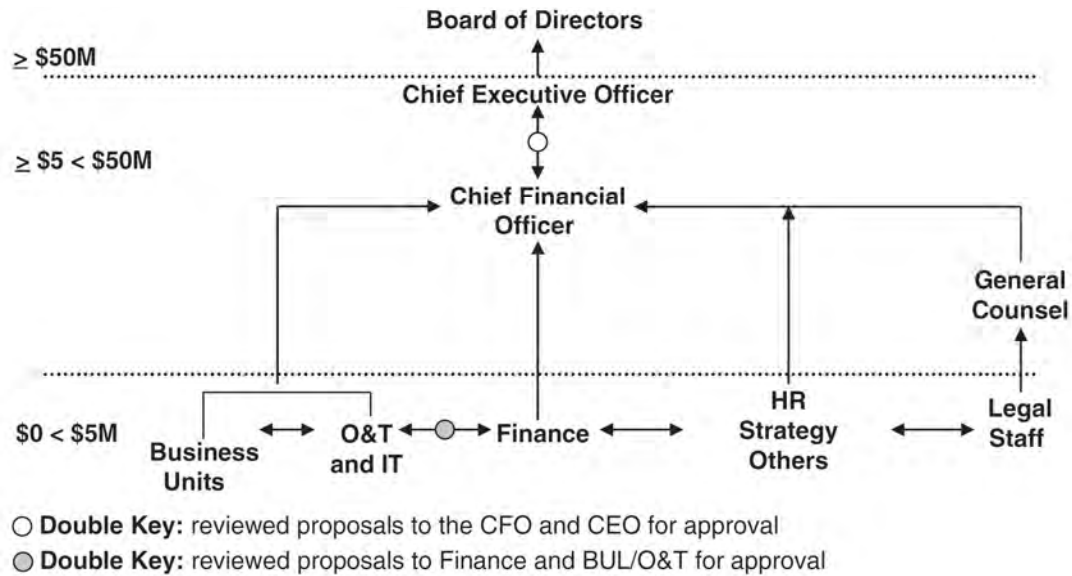 Board of Directors
≥ $50M
Chief Executive Officer
≥ $5 < $50M
Chief Financial
Officer
General
Counsel
$0 < $5M
Business
Units
O&T
and IT
Finance
HR
Strategy
Others
Legal
Staff
Double Key: reviewed proposals to the CFO and CEO for approval
Double Key: reviewed proposals to Finance and BUL/O&T for approval